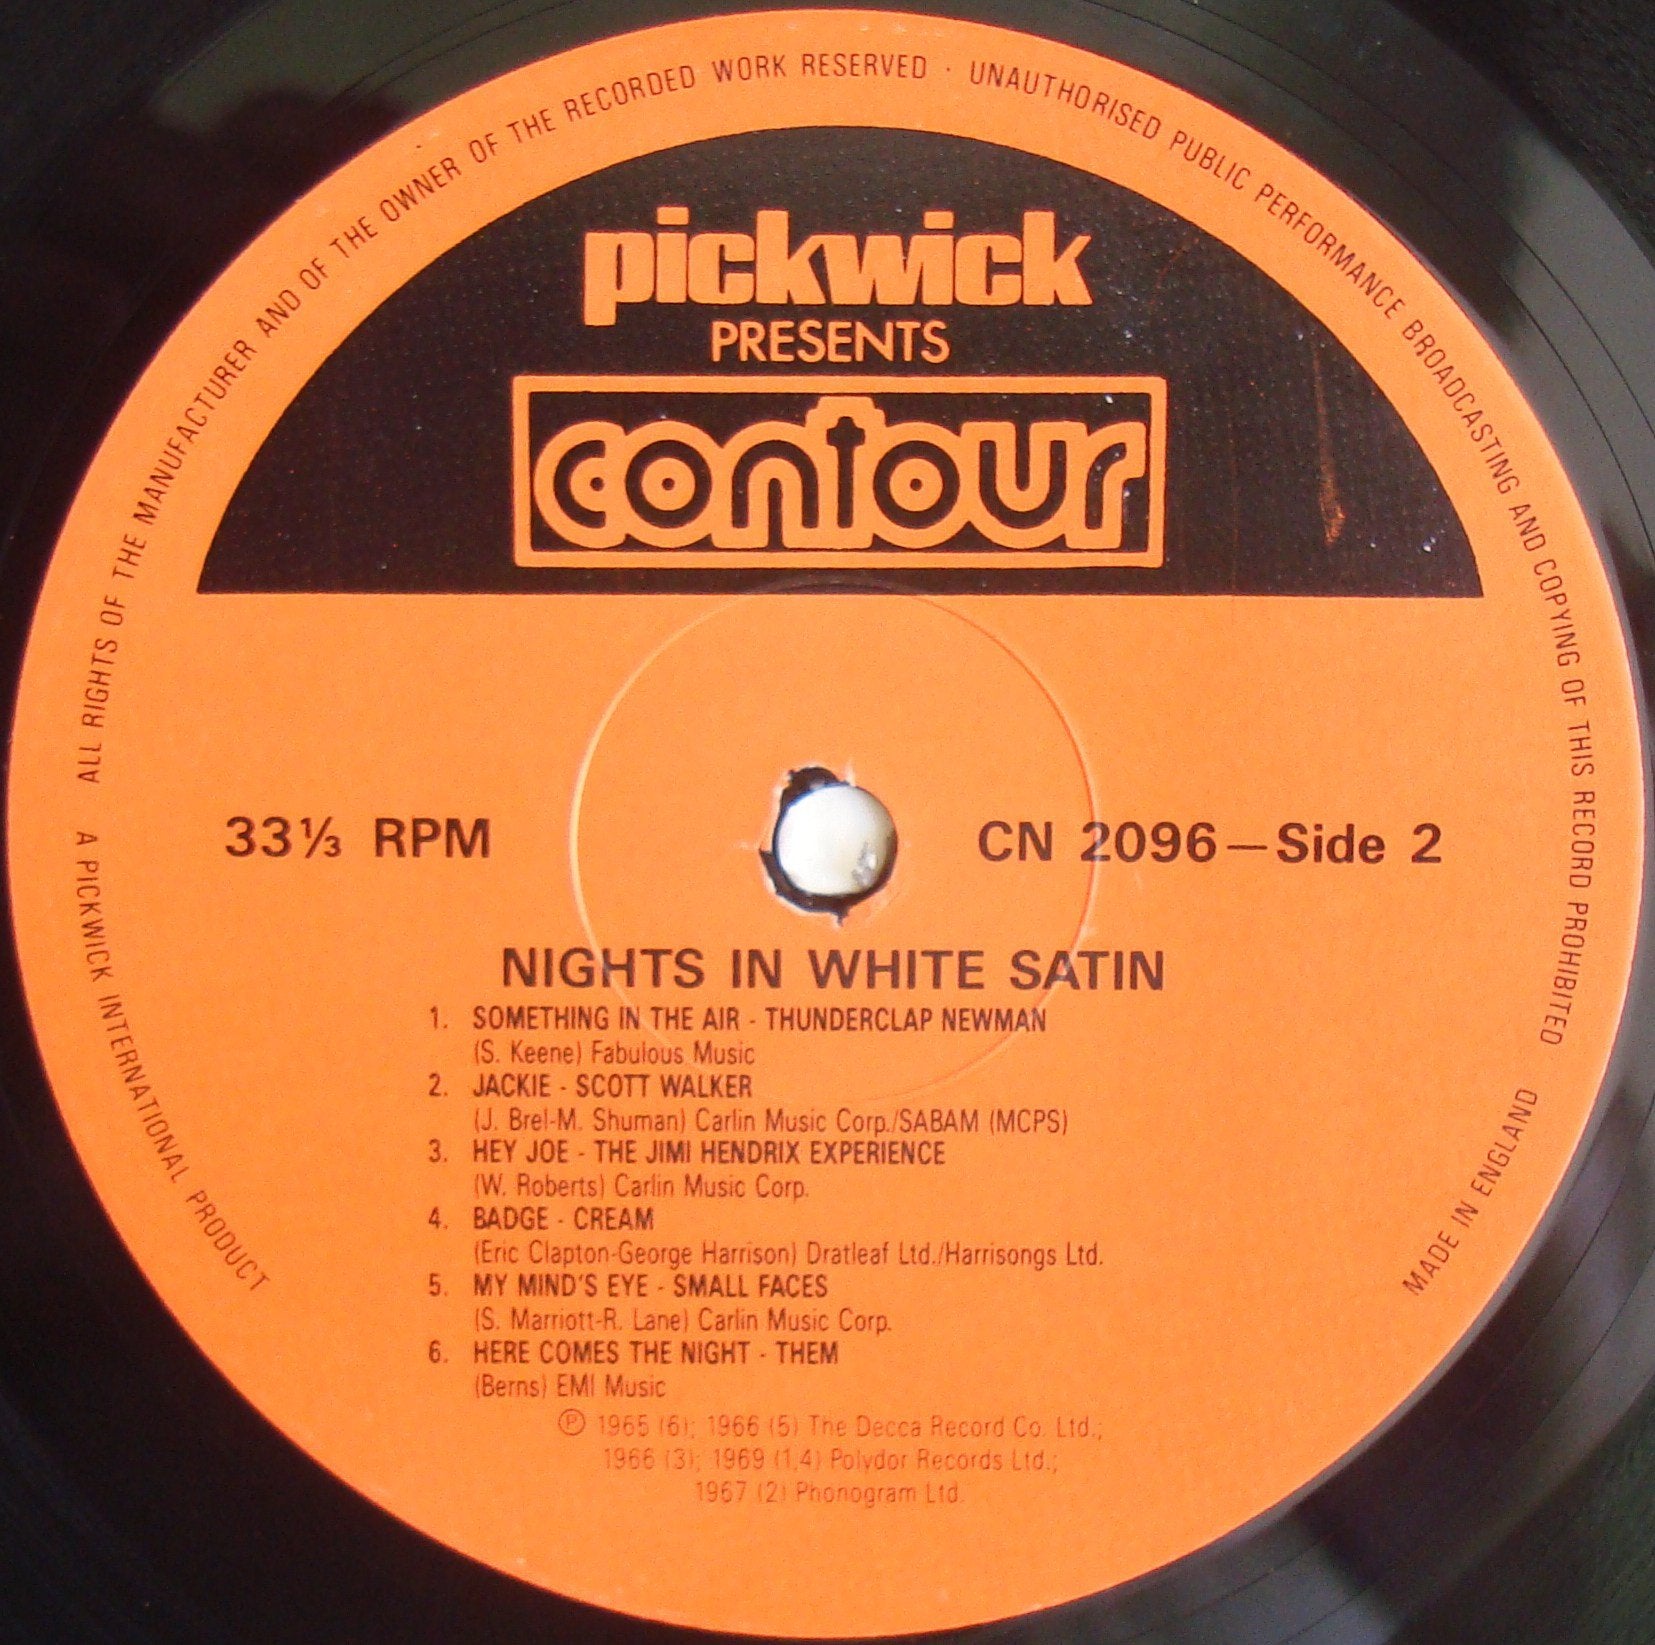 ALL RIGHTS OF THE MANUFACTURER AND OF THE OWNER OF THE RECORDED WORK RESERVED · UNAUTHORISED PUBLIC PERFORMANCE BROADCASTING AND COPYING OF THIS RECORD PROHIBITED
pickwick
PRESENTS
contour
33⅓ RPM
CN 2096—Side 2
NIGHTS IN WHITE SATIN
1. SOMETHING IN THE AIR - THUNDERCLAP NEWMAN
(S. Keene) Fabulous Music
2. JACKIE - SCOTT WALKER
(J. Brel-M. Shuman) Carlin Music Corp./SABAM (MCPS)
3. HEY JOE - THE JIMI HENDRIX EXPERIENCE
(W. Roberts) Carlin Music Corp.
4. BADGE - CREAM
(Eric Clapton-George Harrison) Dratleaf Ltd./Harrisongs Ltd.
5. MY MIND'S EYE - SMALL FACES
(S. Marriott-R. Lane) Carlin Music Corp.
6. HERE COMES THE NIGHT - THEM
(Berns) EMI Music
℗ 1965 (6); 1966 (5) The Decca Record Co. Ltd.;
1966 (3); 1969 (1,4) Polydor Records Ltd.;
1967 (2) Phonogram Ltd.
A PICKWICK INTERNATIONAL PRODUCT
MADE IN ENGLAND